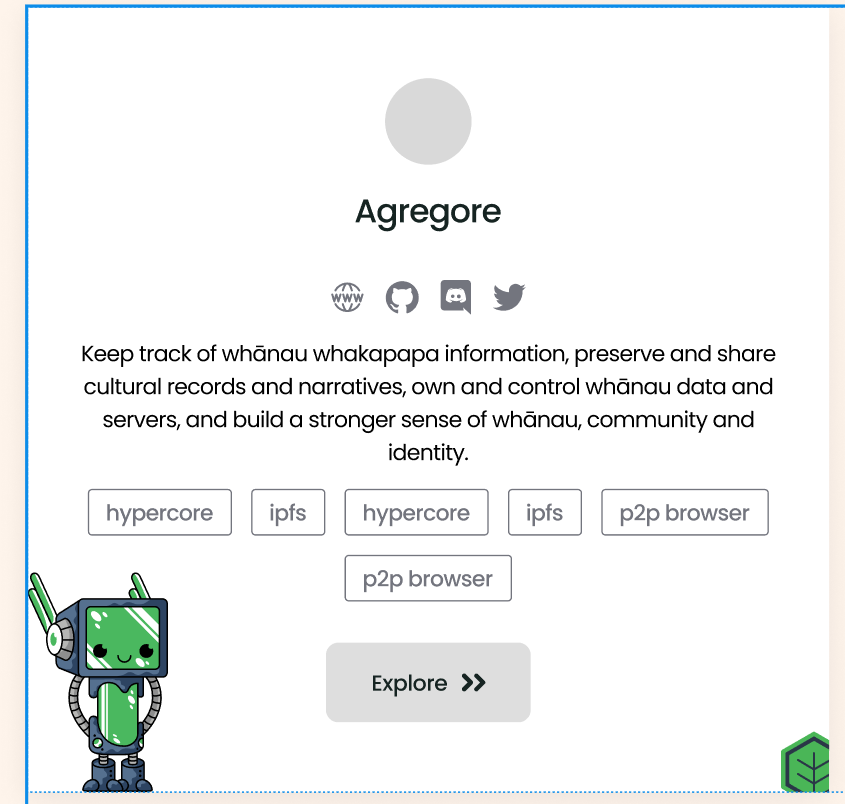 Agregore
www
Keep track of whānau whakapapa information, preserve and share
cultural records and narratives, own and control whānau data and
servers, and build a stronger sense of whānau, community and
identity.
hypercore ipfs hypercore ipfs p2p browser
p2p browser
Explore